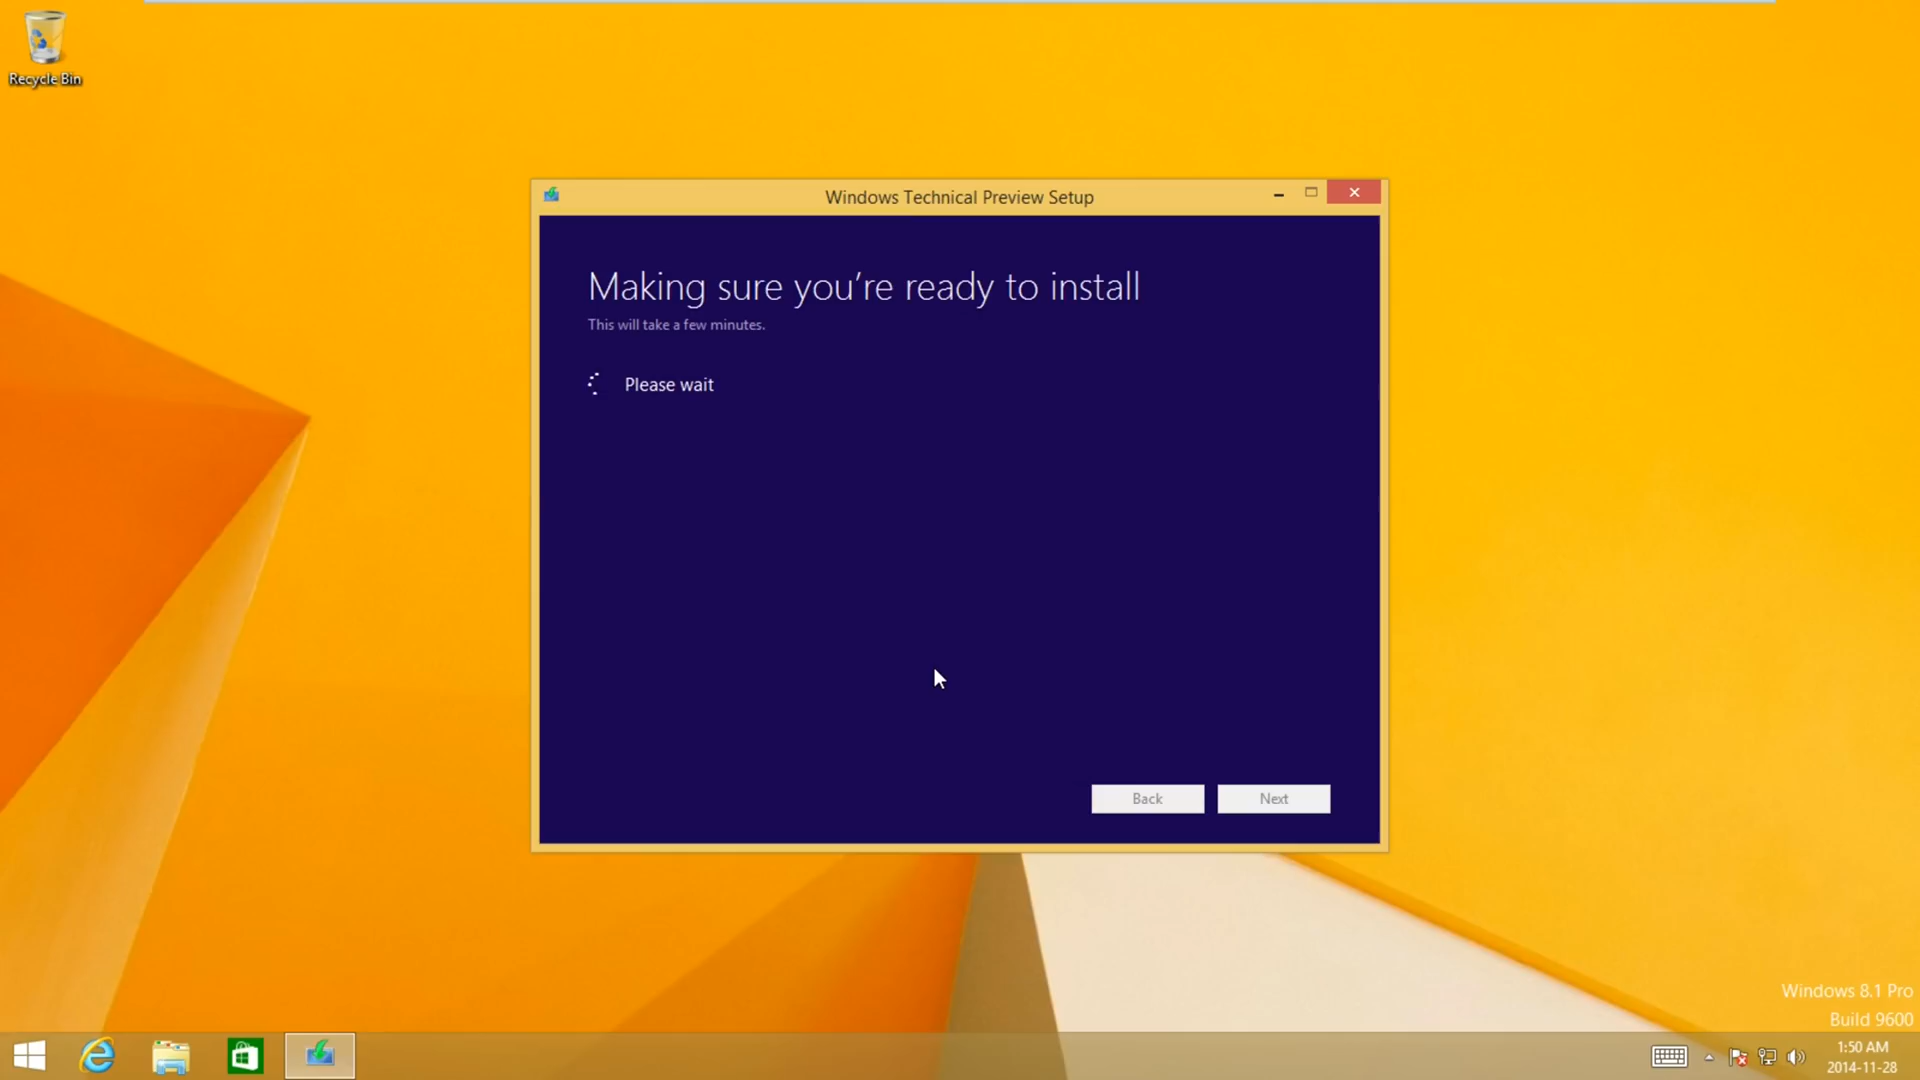 Recycle Bin
Windows Technical Preview Setup
Making sure you're ready to install
This will take a few minutes.
Please wait
Back
Next
Windows 8.1 Pro
Build 9600
1:50 AM
2014-11-28